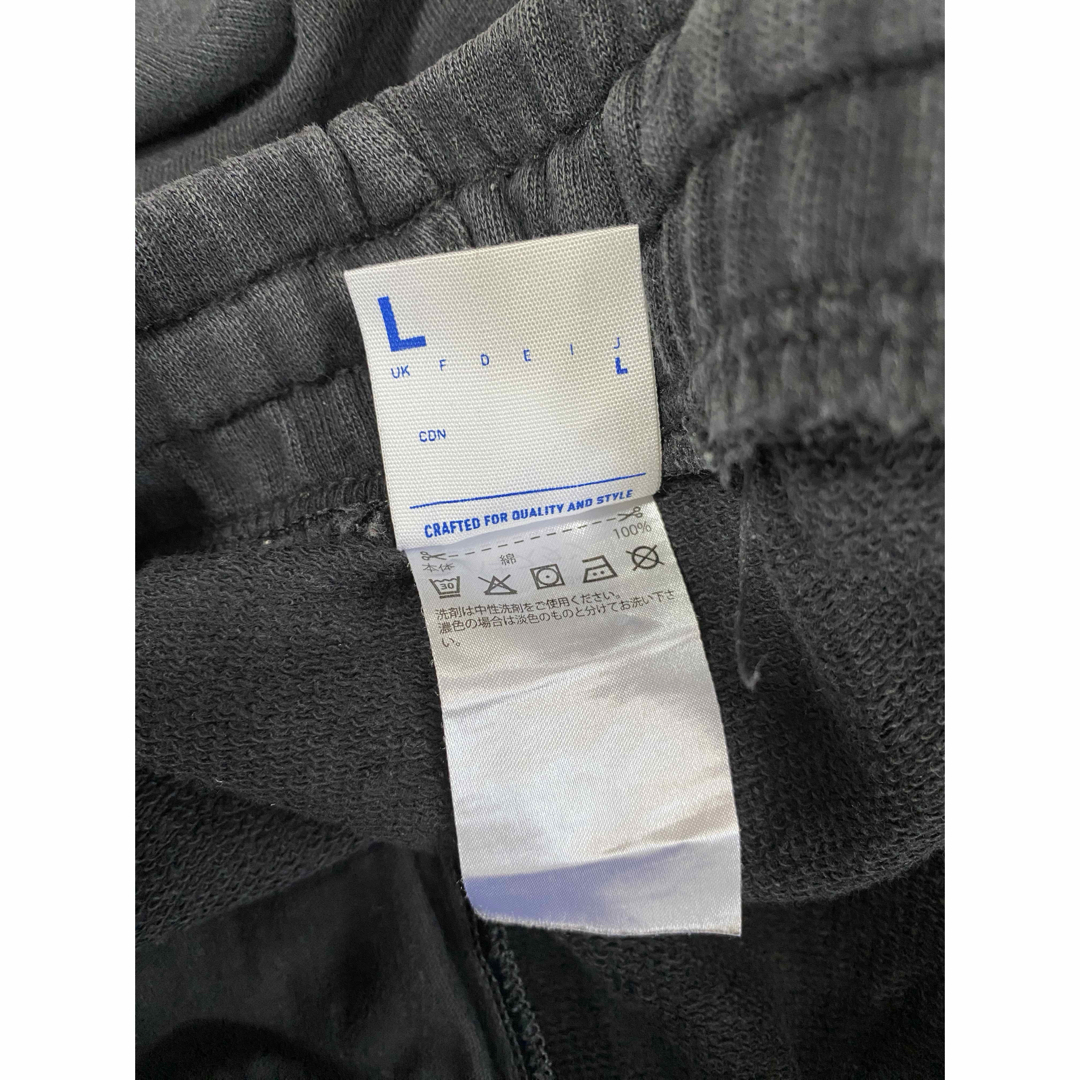 L
UK F D E I J
L
CDN
CRAFTED FOR QUALITY AND STYLE
本体 綿 100%
30
洗剤は中性洗剤をご使用ください。
濃色の場合は淡色のものと分けてお洗い下さ
い。